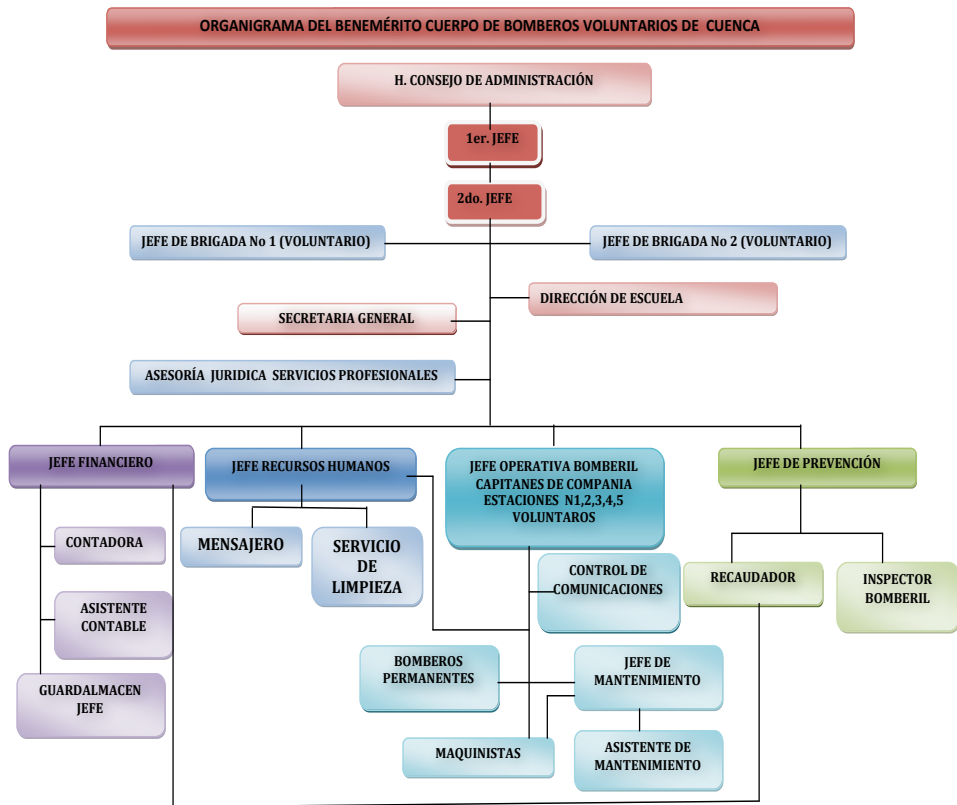 ORGANIGRAMA DEL BENEMÉRITO CUERPO DE BOMBEROS VOLUNTARIOS DE CUENCA
H. CONSEJO DE ADMINISTRACIÓN
1er. JEFE
2do. JEFE
JEFE DE BRIGADA No 1 (VOLUNTARIO)
JEFE DE BRIGADA No 2 (VOLUNTARIO)
DIRECCIÓN DE ESCUELA
SECRETARIA GENERAL
ASESORÍA JURIDICA SERVICIOS PROFESIONALES
JEFE FINANCIERO
JEFE RECURSOS HUMANOS
JEFE OPERATIVA BOMBERIL
CAPITANES DE COMPANIA
ESTACIONES N1,2,3,4,5
VOLUNTAROS
JEFE DE PREVENCIÓN
CONTADORA
MENSAJERO
SERVICIO
DE
LIMPIEZA
CONTROL DE
COMUNICACIONES
RECAUDADOR
INSPECTOR
BOMBERIL
ASISTENTE
CONTABLE
GUARDALMACEN
JEFE
BOMBEROS
PERMANENTES
JEFE DE
MANTENIMIENTO
MAQUINISTAS
ASISTENTE DE
MANTENIMIENTO